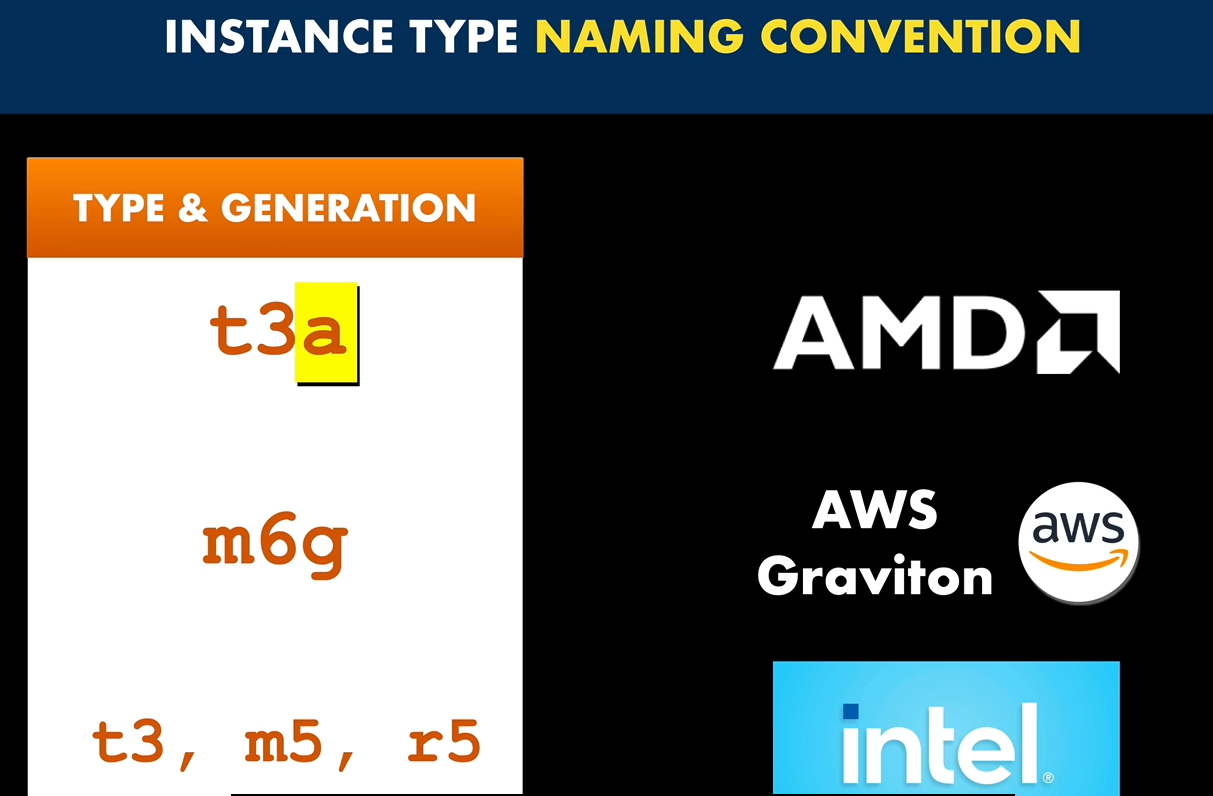 INSTANCE TYPE NAMING CONVENTION
TYPE & GENERATION
t3a
AMD
m6g
AWS
Graviton
aws
t3, m5, r5
intel®